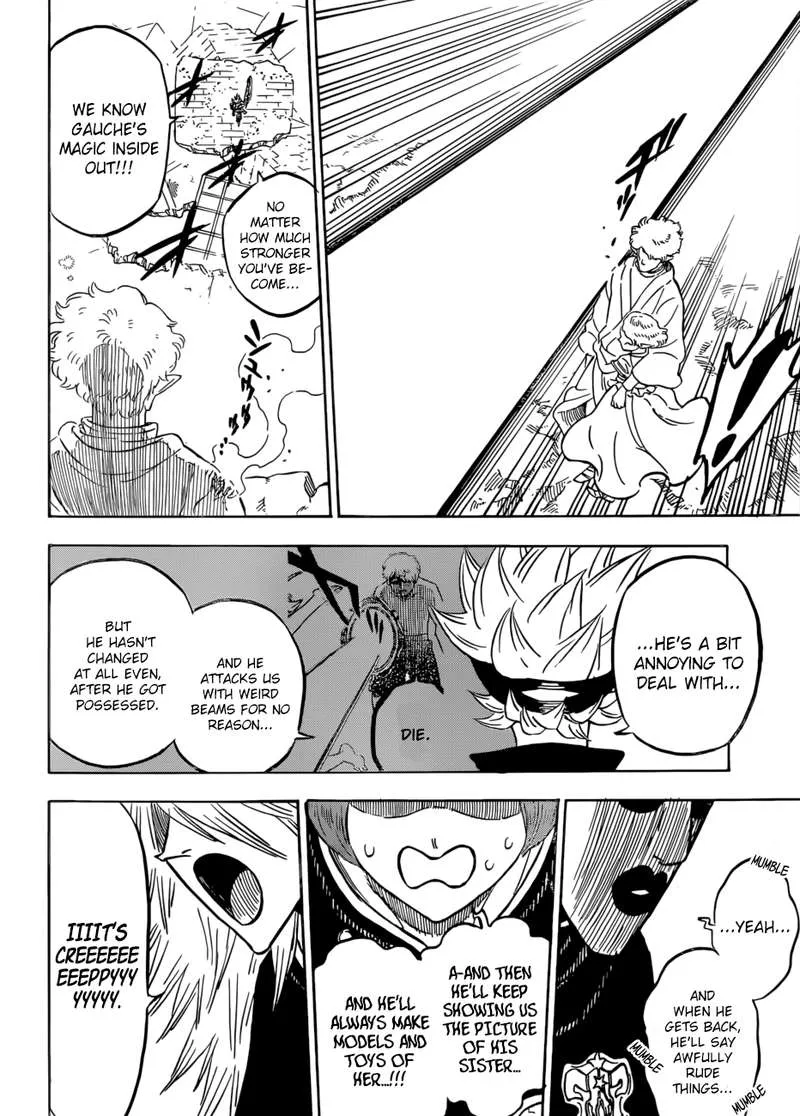 NO
MATTER
HOW MUCH
STRONGER
YOU'VE BE-
COME...
WE KNOW
GAUCHE'S
MAGIC INSIDE
OUT!!!
...HE'S A BIT
ANNOYING TO
DEAL WITH...
DIE.
AND HE
ATTACKS US
WITH WEIRD
BEAMS FOR NO
REASON...
BUT
HE HASN'T
CHANGED
AT ALL EVEN,
AFTER HE GOT
POSSESSED.
MUMBLE
...YEAH...
MUMBLE
AND
WHEN HE
GETS BACK,
HE'LL SAY
AWFULLY
RUDE
THINGS...
MUMBLE
MUMBLE
A-AND THEN
HE'LL KEEP
SHOWING US
THE PICTURE
OF HIS
SISTER...
AND HE'LL
ALWAYS MAKE
MODELS AND
TOYS OF
HER...!!!
IIIIT'S
CREEEEEE
EEEEPPYYY
YYYYYY.